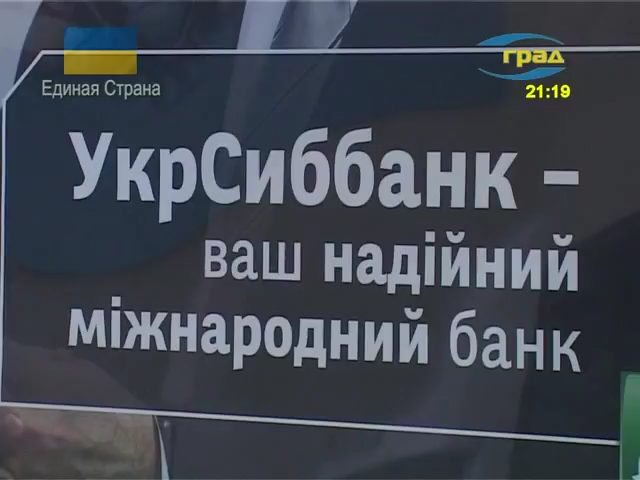 град
Единая Страна
21:19
УкрСиббанк –
ваш надійний
міжнародний банк